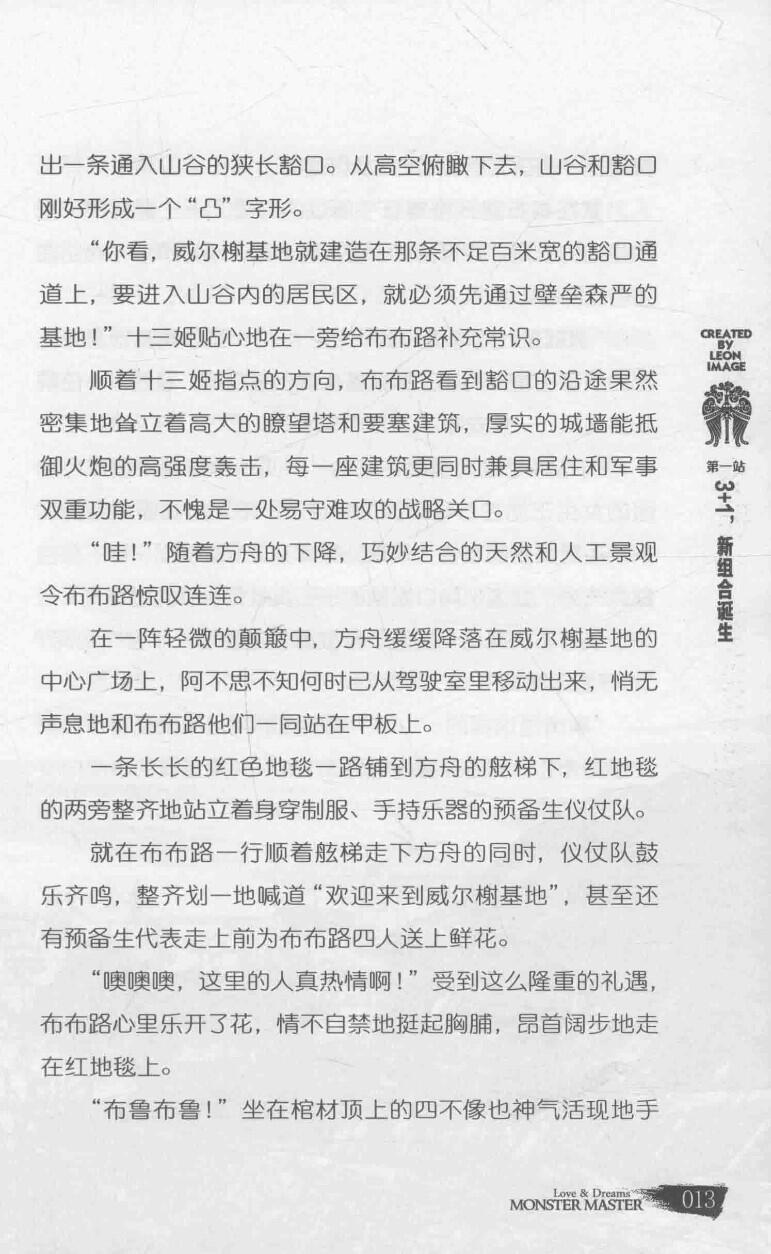 出一条通入山谷的狭长豁口。从高空俯瞰下去，山谷和豁口
刚好形成一个“凸”字形。
“你看，威尔榭基地就建造在那条不足百米宽的豁口通
道上，要进入山谷内的居民区，就必须先通过壁垒森严的
基地！”十三姬贴心地在一旁给布布路补充常识。
顺着十三姬指点的方向，布布路看到豁口的沿途果然
密集地耸立着高大的瞭望塔和要塞建筑，厚实的城墙能抵
御火炮的高强度轰击，每一座建筑更同时兼具居住和军事
双重功能，不愧是一处易守难攻的战略关口。
“哇！”随着方舟的下降，巧妙结合的天然和人工景观
令布布路惊叹连连。
在一阵轻微的颠簸中，方舟缓缓降落在威尔榭基地的
中心广场上，阿不思不知何时已从驾驶室里移动出来，悄无
声息地和布布路他们一同站在甲板上。
一条长长的红色地毯一路铺到方舟的舷梯下，红地毯
的两旁整齐地站立着身穿制服、手持乐器的预备生仪仗队。
就在布布路一行顺着舷梯走下方舟的同时，仪仗队鼓
乐齐鸣，整齐划一地喊道“欢迎来到威尔榭基地”，甚至还
有预备生代表走上前为布布路四人送上鲜花。
“噢噢噢，这里的人真热情啊！”受到这么隆重的礼遇，
布布路心里乐开了花，情不自禁地挺起胸脯，昂首阔步地走
在红地毯上。
“布鲁布鲁！”坐在棺材顶上的四不像也神气活现地手
CREATED
BY
LEON
IMAGE
第一站
3+1，新组合诞生
Love & Dreams
MONSTER MASTER
013